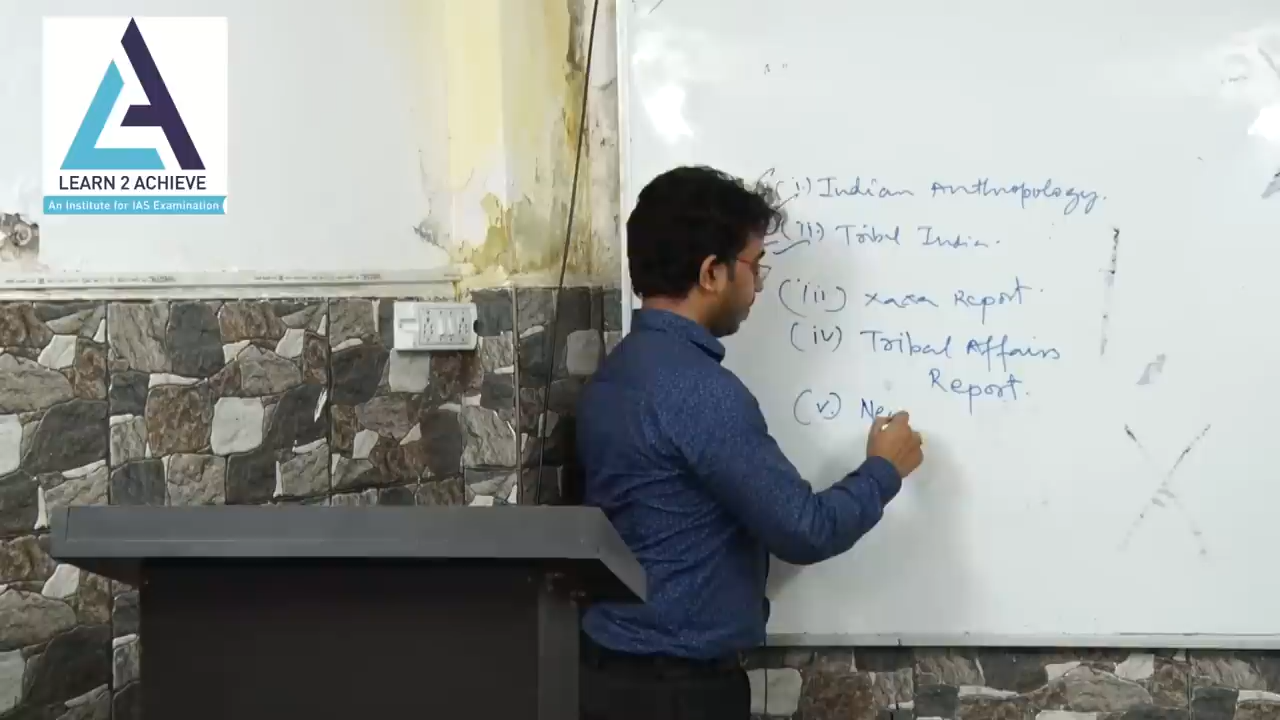 LEARN 2 ACHIEVE
An Institute for IAS Examination
(i) Indian Anthropology.
(ii) Tribal India.
(iii) Xaxa Report.
(iv) Tribal Affairs
Report.
(v.) Ne